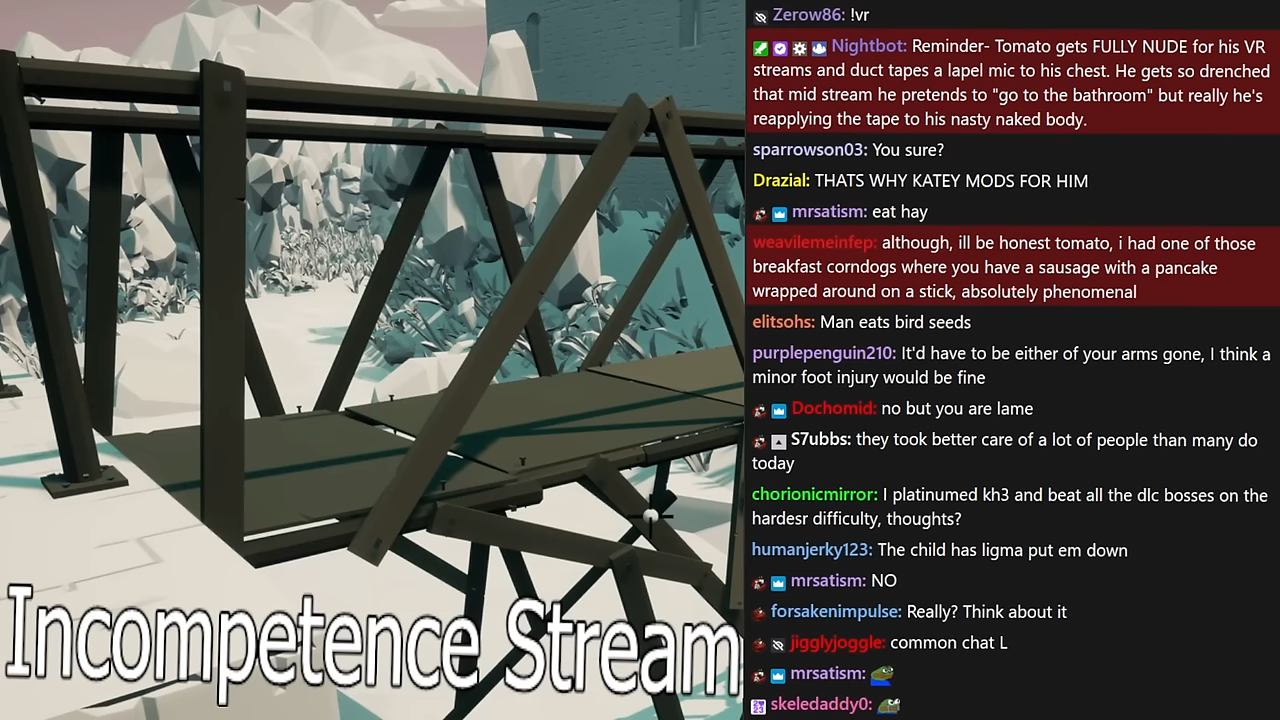 Incompetence Stream
Zerow86: !vr
Nightbot: Reminder- Tomato gets FULLY NUDE for his VR
streams and duct tapes a lapel mic to his chest. He gets so drenched
that mid stream he pretends to "go to the bathroom" but really he's
reapplying the tape to his nasty naked body.
sparrowson03: You sure?
Drazial: THATS WHY KATEY MODS FOR HIM
mrsatism: eat hay
weavilemeinfep: although, ill be honest tomato, i had one of those
breakfast corndogs where you have a sausage with a pancake
wrapped around on a stick, absolutely phenomenal
elitsohs: Man eats bird seeds
purplepenguin210: It'd have to be either of your arms gone, I think a
minor foot injury would be fine
Dochomid: no but you are lame
S7ubbs: they took better care of a lot of people than many do
today
chorionicmirror: I platinumed kh3 and beat all the dlc bosses on the
hardesr difficulty, thoughts?
humanjerky123: The child has ligma put em down
mrsatism: NO
forsakenimpulse: Really? Think about it
jigglyjoggle: common chat L
mrsatism:
skeledaddy0: